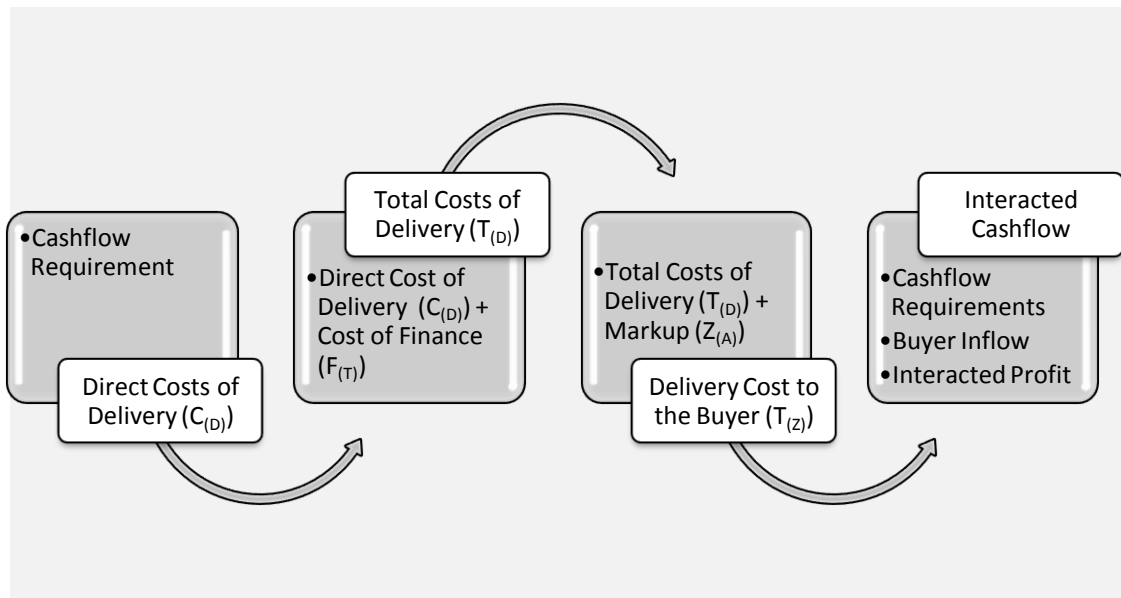 •Cashflow
Requirement
Direct Costs of
Delivery (C(D))
Total Costs of
Delivery (T(D))
•Direct Cost of
Delivery (C(D)) +
Cost of Finance
(F(T))
•Total Costs of
Delivery (T(D)) +
Markup (Z(A))
Delivery Cost to
the Buyer (T(Z))
Interacted
Cashflow
•Cashflow
Requirements
•Buyer Inflow
•Interacted Profit